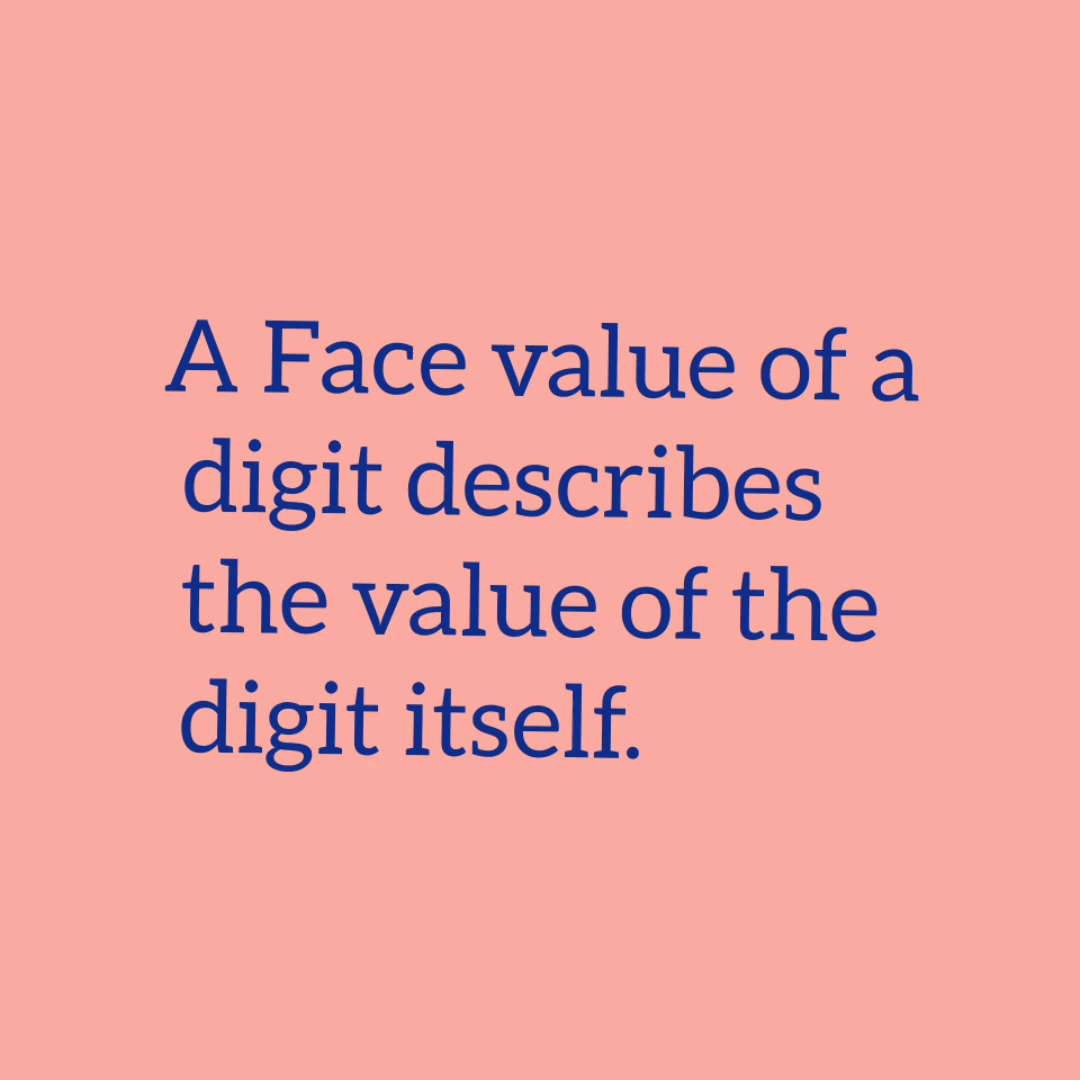 A Face value of a
digit describes
the value of the
digit itself.